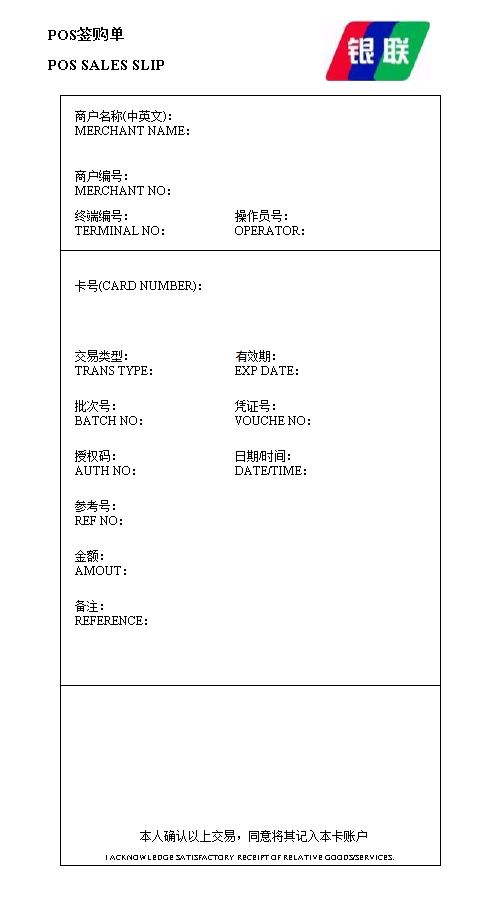 POS签购单
银联
POS SALES SLIP
商户名称(中英文)：
MERCHANT NAME：
商户编号：
MERCHANT NO：
终端编号： 操作员号：
TERMINAL NO： OPERATOR：
卡号(CARD NUMBER)：
交易类型： 有效期：
TRANS TYPE： EXP DATE：
批次号： 凭证号：
BATCH NO： VOUCHE NO：
授权码： 日期/时间：
AUTH NO： DATE/TIME：
参考号：
REF NO：
金额：
AMOUT：
备注：
REFERENCE：
本人确认以上交易，同意将其记入本卡账户
I ACKNOWLEDGE SATISFACTORY RECEIPT OF RELATIVE GOODS/SERVICES.